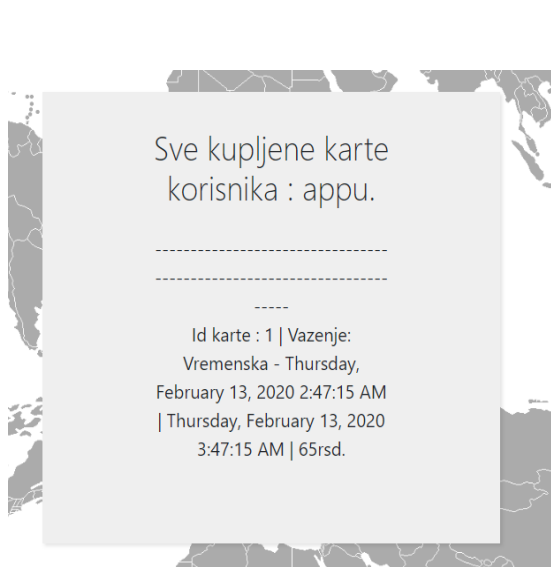 Sve kupljene karte
korisnika : appu.
---------------------------------
---------------------------------
-----
Id karte : 1 | Vazenje:
Vremenska - Thursday,
February 13, 2020 2:47:15 AM
| Thursday, February 13, 2020
3:47:15 AM | 65rsd.